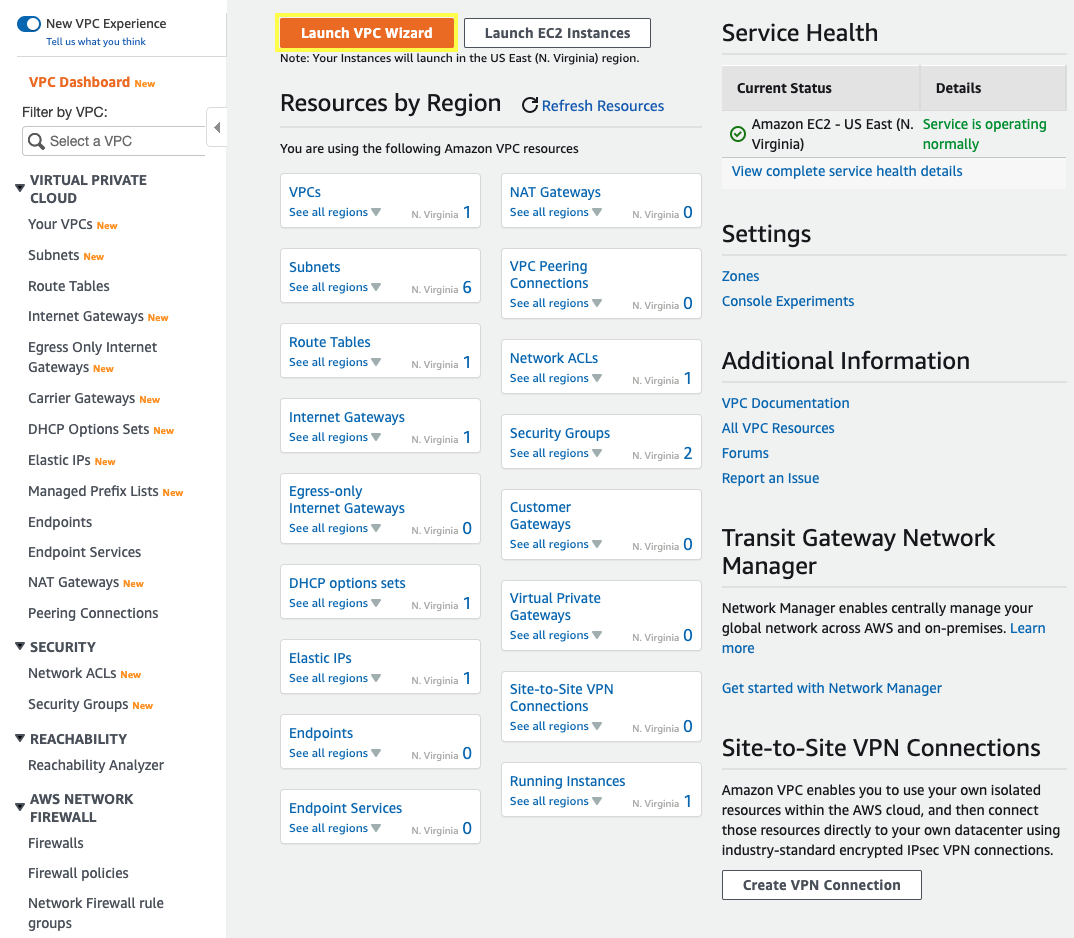 New VPC Experience
Tell us what you think
VPC Dashboard New
Filter by VPC:
Select a VPC
VIRTUAL PRIVATE
CLOUD
Your VPCs New
Subnets New
Route Tables
Internet Gateways New
Egress Only Internet
Gateways New
Carrier Gateways New
DHCP Options Sets New
Elastic IPs New
Managed Prefix Lists New
Endpoints
Endpoint Services
NAT Gateways New
Peering Connections
SECURITY
Network ACLs New
Security Groups New
REACHABILITY
Reachability Analyzer
AWS NETWORK
FIREWALL
Firewalls
Firewall policies
Network Firewall rule
groups
Launch VPC Wizard
Launch EC2 Instances
Note: Your Instances will launch in the US East (N. Virginia) region.
Resources by Region
Refresh Resources
You are using the following Amazon VPC resources
VPCs
See all regions N. Virginia 1
Subnets
See all regions N. Virginia 6
Route Tables
See all regions N. Virginia 1
Internet Gateways
See all regions N. Virginia 1
Egress-only
Internet Gateways
See all regions N. Virginia 0
DHCP options sets
See all regions N. Virginia 1
Elastic IPs
See all regions N. Virginia 1
Endpoints
See all regions N. Virginia 0
Endpoint Services
See all regions N. Virginia 0
NAT Gateways
See all regions N. Virginia 0
VPC Peering
Connections
See all regions N. Virginia 0
Network ACLs
See all regions N. Virginia 1
Security Groups
See all regions N. Virginia 2
Customer
Gateways
See all regions N. Virginia 0
Virtual Private
Gateways
See all regions N. Virginia 0
Site-to-Site VPN
Connections
See all regions N. Virginia 0
Running Instances
See all regions N. Virginia 1
Service Health
Current Status Details
Amazon EC2 - US East (N. Service is operating
Virginia) normally
View complete service health details
Settings
Zones
Console Experiments
Additional Information
VPC Documentation
All VPC Resources
Forums
Report an Issue
Transit Gateway Network
Manager
Network Manager enables centrally manage your
global network across AWS and on-premises. Learn
more
Get started with Network Manager
Site-to-Site VPN Connections
Amazon VPC enables you to use your own isolated
resources within the AWS cloud, and then connect
those resources directly to your own datacenter using
industry-standard encrypted IPsec VPN connections.
Create VPN Connection